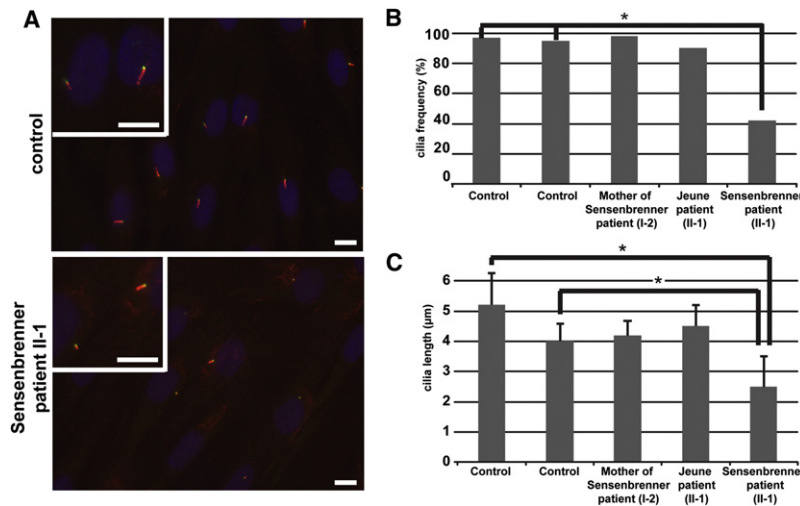 A
control
Sensenbrenner
patient II-1
B
*
cilia frequency (%)
100
80
60
40
20
0
Control
Control
Mother of
Sensenbrenner
patient (I-2)
Jeune
patient
(II-1)
Sensenbrenner
patient
(II-1)
C
*
*
cilia length (µm)
6
5
4
3
2
1
0
Control
Control
Mother of
Sensenbrenner
patient (I-2)
Jeune
patient
(II-1)
Sensenbrenner
patient
(II-1)